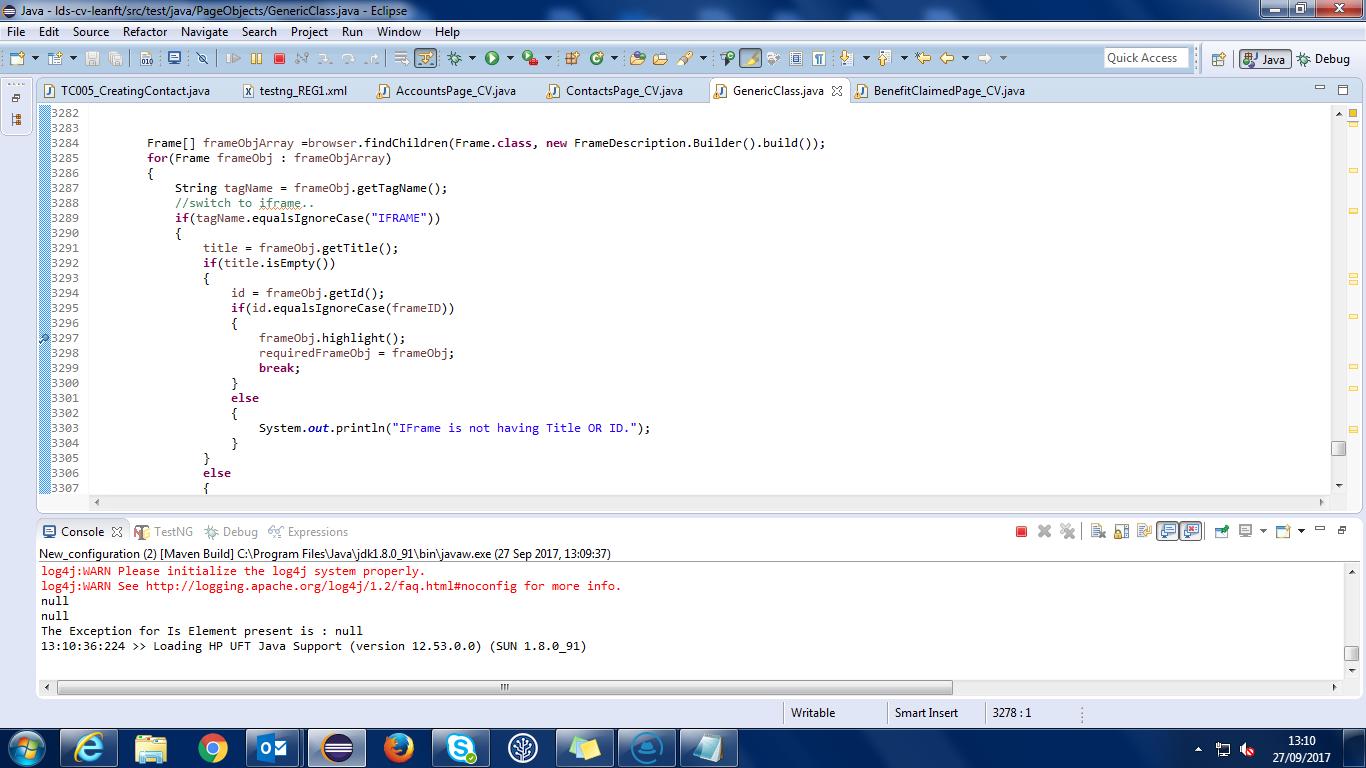 Java - lds-cv-leanft/src/test/java/PageObjects/GenericClass.java - Eclipse
File Edit Source Refactor Navigate Search Project Run Window Help
Quick Access Java Debug
TC005_CreatingContact.java testng_REG1.xml AccountsPage_CV.java ContactsPage_CV.java GenericClass.java BenefitClaimedPage_CV.java
3282
3283
3284 Frame[] frameObjArray =browser.findChildren(Frame.class, new FrameDescription.Builder().build());
3285 for(Frame frameObj : frameObjArray)
3286 {
3287 String tagName = frameObj.getTagName();
3288 //switch to iframe..
3289 if(tagName.equalsIgnoreCase("IFRAME"))
3290 {
3291 title = frameObj.getTitle();
3292 if(title.isEmpty())
3293 {
3294 id = frameObj.getId();
3295 if(id.equalsIgnoreCase(frameID))
3296 {
3297 frameObj.highlight();
3298 requiredFrameObj = frameObj;
3299 break;
3300 }
3301 else
3302 {
3303 System.out.println("IFrame is not having Title OR ID.");
3304 }
3305 }
3306 else
3307 {
Console TestNG Debug Expressions
New_configuration (2) [Maven Build] C:\Program Files\Java\jdk1.8.0_91\bin\javaw.exe (27 Sep 2017, 13:09:37)
log4j:WARN Please initialize the log4j system properly.
log4j:WARN See http://logging.apache.org/log4j/1.2/faq.html#noconfig for more info.
null
null
The Exception for Is Element present is : null
13:10:36:224 >> Loading HP UFT Java Support (version 12.53.0.0) (SUN 1.8.0_91)
Writable Smart Insert 3278 : 1
13:10
27/09/2017